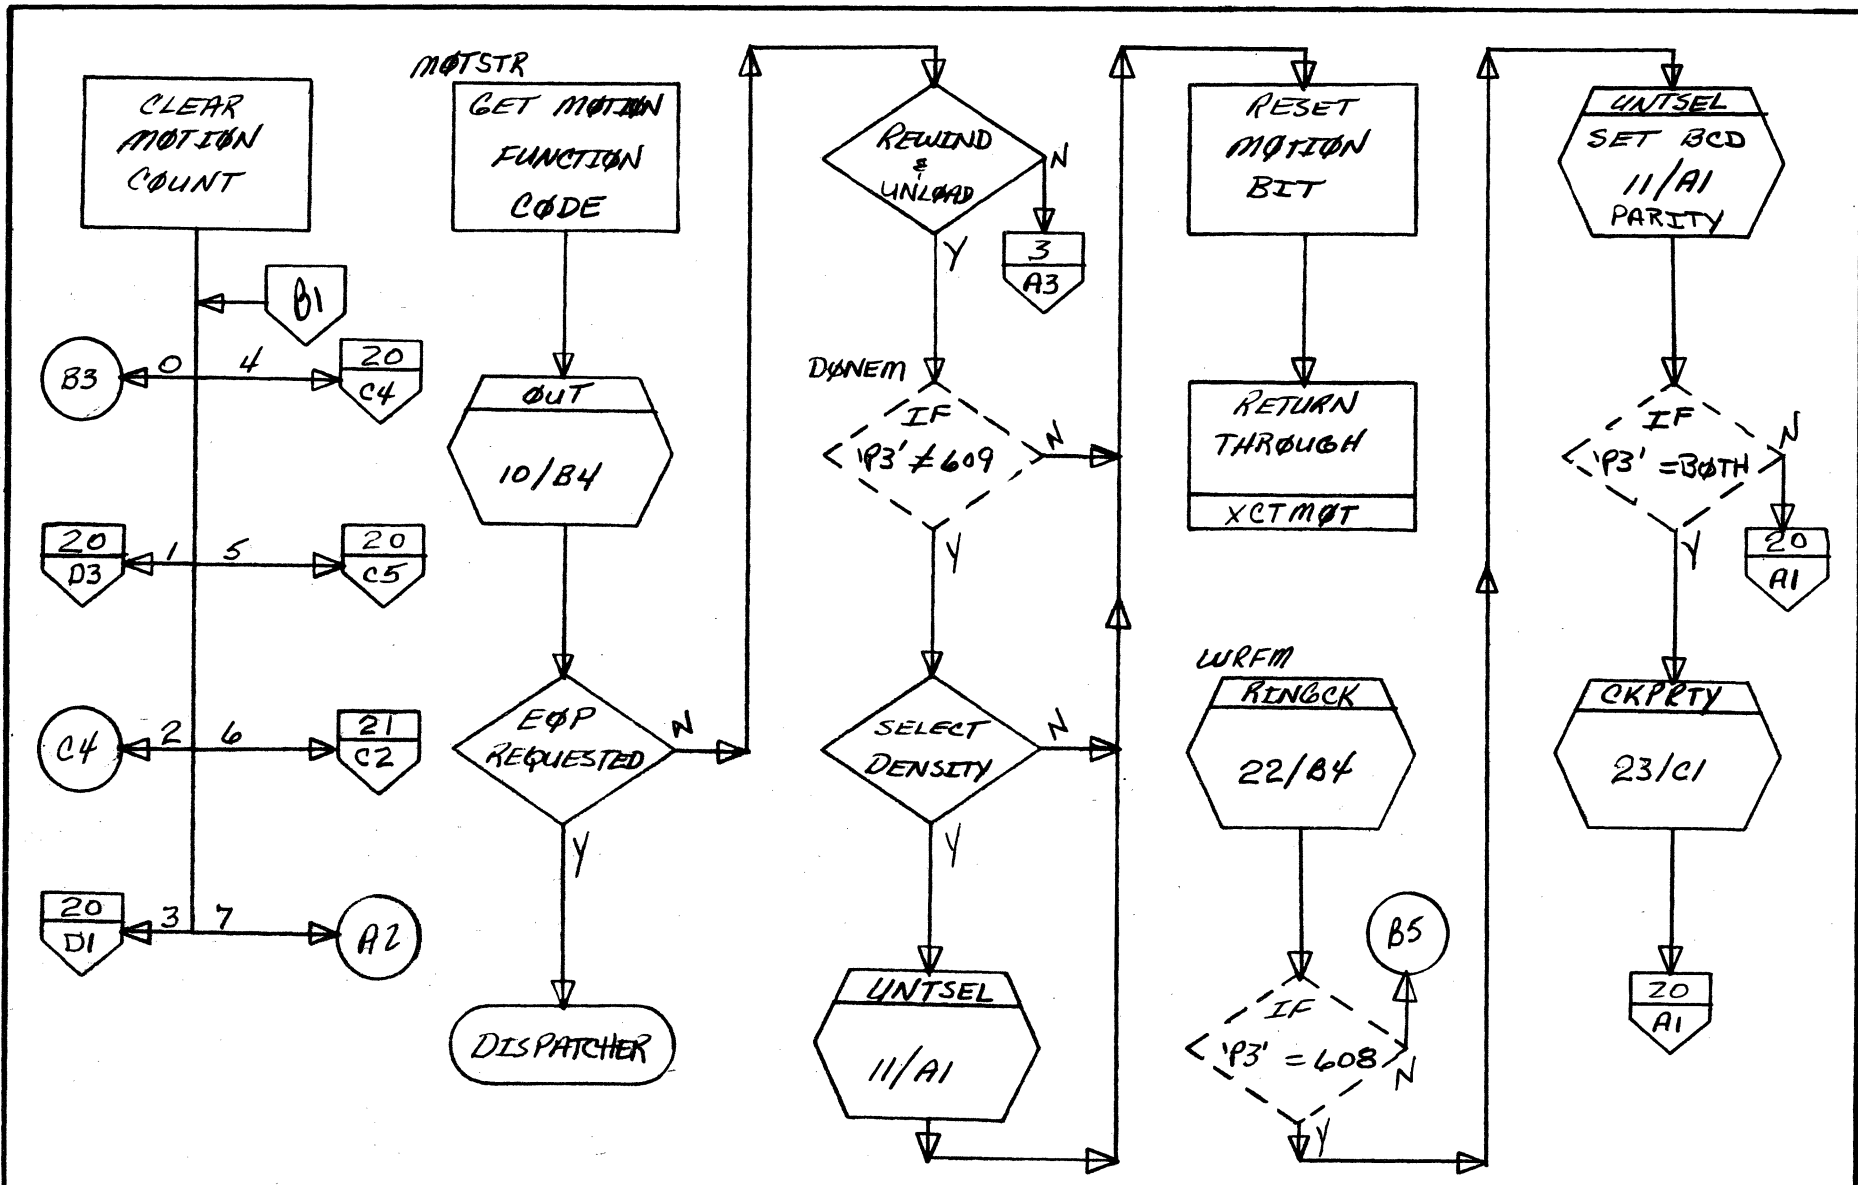 CLEAR
MØTIØN
CØUNT
B1
B3
0
4
20
C4
20
D3
1
5
20
C5
C4
2
6
21
C2
20
D1
3
7
A2
MØTSTR
GET MØTIØN
FUNCTIØN
CØDE
ØUT
10/B4
EØP
REQUESTED
N
Y
DISPATCHER
REWIND
&
UNLØAD
N
3
A3
Y
DØNEM
IF
'P3' ≠ 609
N
Y
SELECT
DENSITY
N
Y
UNTSEL
11/A1
RESET
MØTIØN
BIT
RETURN
THRØUGH
XCTMØT
WRFM
RINGCK
22/B4
B5
IF
'P3' = 608
N
Y
UNTSEL
SET BCD
11/A1
PARITY
IF
'P3' = BØTH
N
20
A1
Y
CKPRTY
23/C1
20
A1